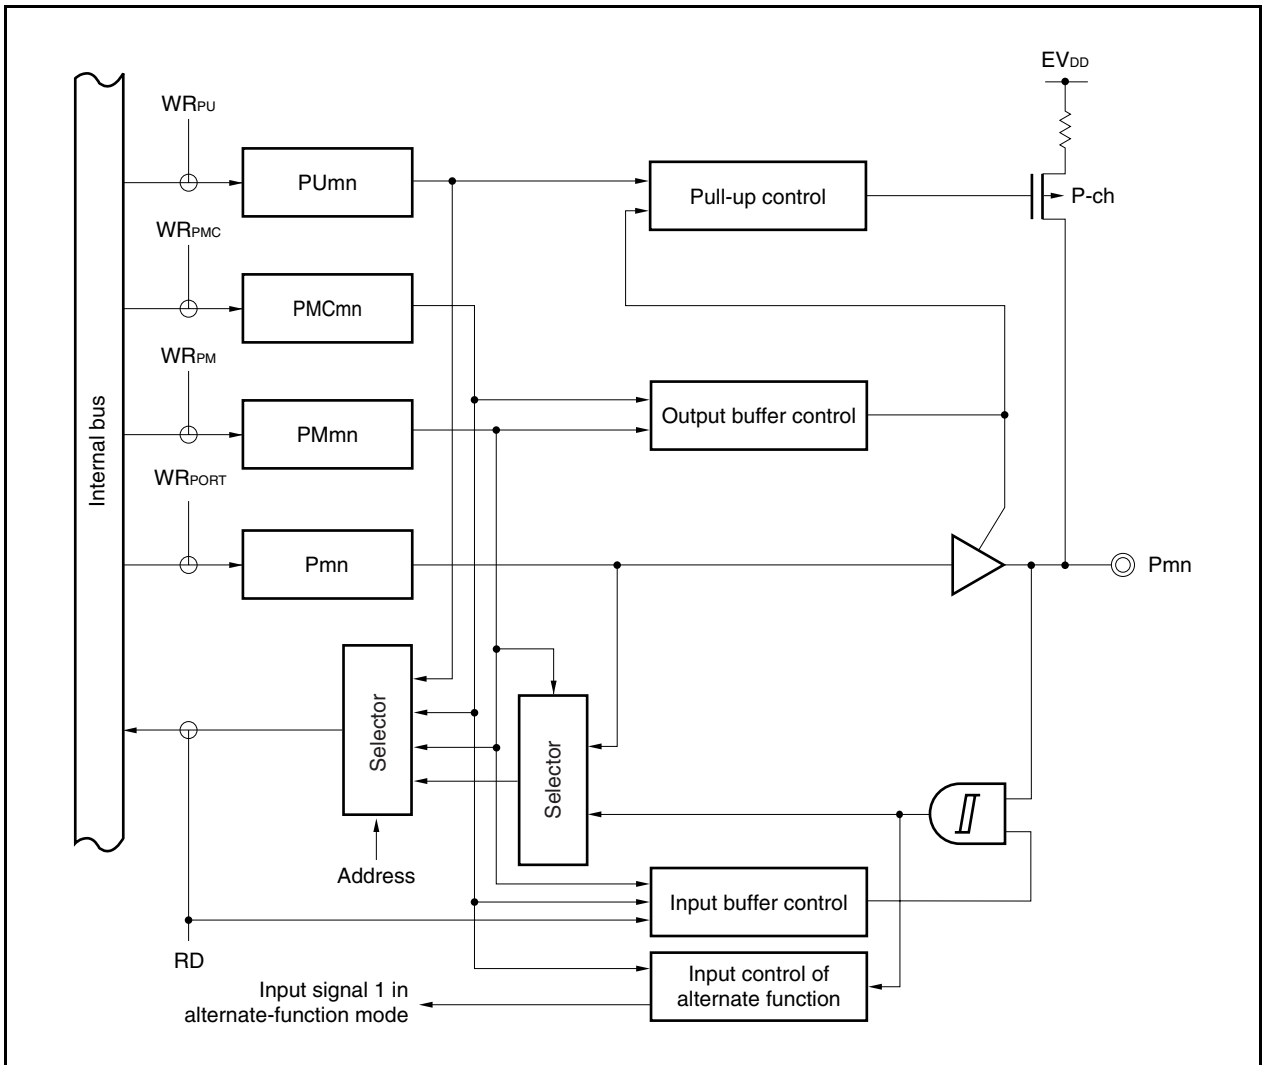 EVDD
WRPU
PUmn
Pull-up control
P-ch
WRPMC
PMCmn
WRPM
PMmn
Output buffer control
Internal bus
WRPORT
Pmn
Pmn
Selector
Selector
Address
Input buffer control
RD
Input control of
alternate function
Input signal 1 in
alternate-function mode